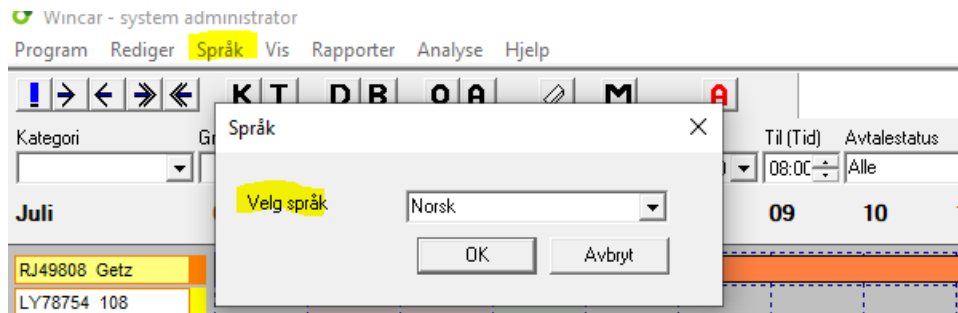 Wincar - system administrator
Program Rediger Språk Vis Rapporter Analyse Hjelp
K T D B O A M A
Kategori
Språk
Til (Tid) Avtalestatus
08:00 Alle
Velg språk Norsk
Juli
09 10
OK Avbryt
RJ49808 Getz
LY78754 108